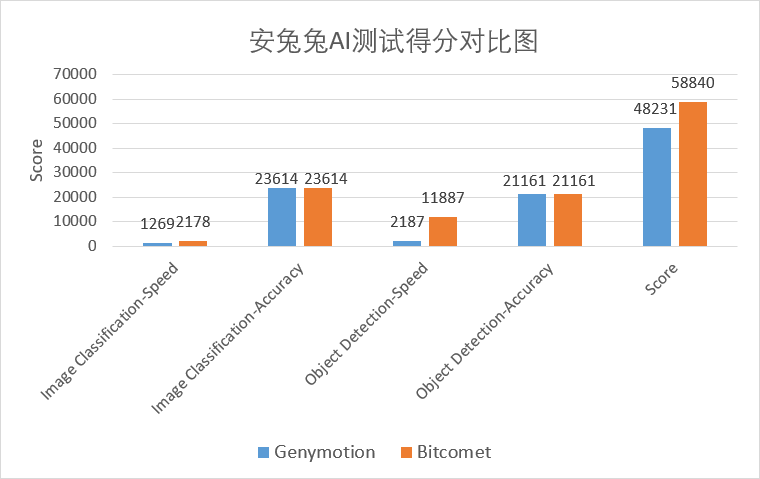 安兔兔AI测试得分对比图
Score
70000
60000
50000
40000
30000
20000
10000
0
1269
2178
23614
23614
2187
11887
21161
21161
48231
58840
Image Classification-Speed
Image Classification-Accuracy
Object Detection-Speed
Object Detection-Accuracy
Score
Genymotion
Bitcomet